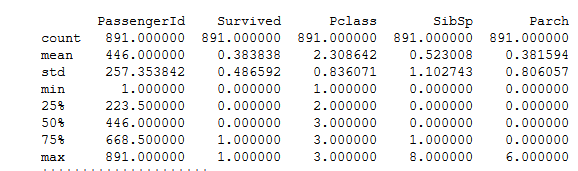 PassengerId Survived Pclass SibSp Parch
count 891.000000 891.000000 891.000000 891.000000 891.000000
mean 446.000000 0.383838 2.308642 0.523008 0.381594
std 257.353842 0.486592 0.836071 1.102743 0.806057
min 1.000000 0.000000 1.000000 0.000000 0.000000
25% 223.500000 0.000000 2.000000 0.000000 0.000000
50% 446.000000 0.000000 3.000000 0.000000 0.000000
75% 668.500000 1.000000 3.000000 1.000000 0.000000
max 891.000000 1.000000 3.000000 8.000000 6.000000